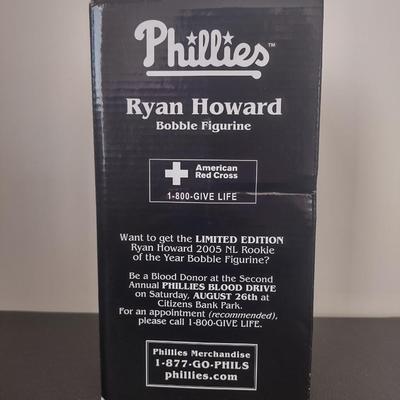 Phillies™
Ryan Howard
Bobble Figurine
American
Red Cross
1-800-GIVE LIFE
Want to get the LIMITED EDITION
Ryan Howard 2005 NL Rookie
of the Year Bobble Figurine?
Be a Blood Donor at the Second
Annual PHILLIES BLOOD DRIVE
on Saturday, AUGUST 26th at
Citizens Bank Park.
For an appointment (recommended),
please call 1-800-GIVE LIFE.
Phillies Merchandise
1-877-GO-PHILS
phillies.com